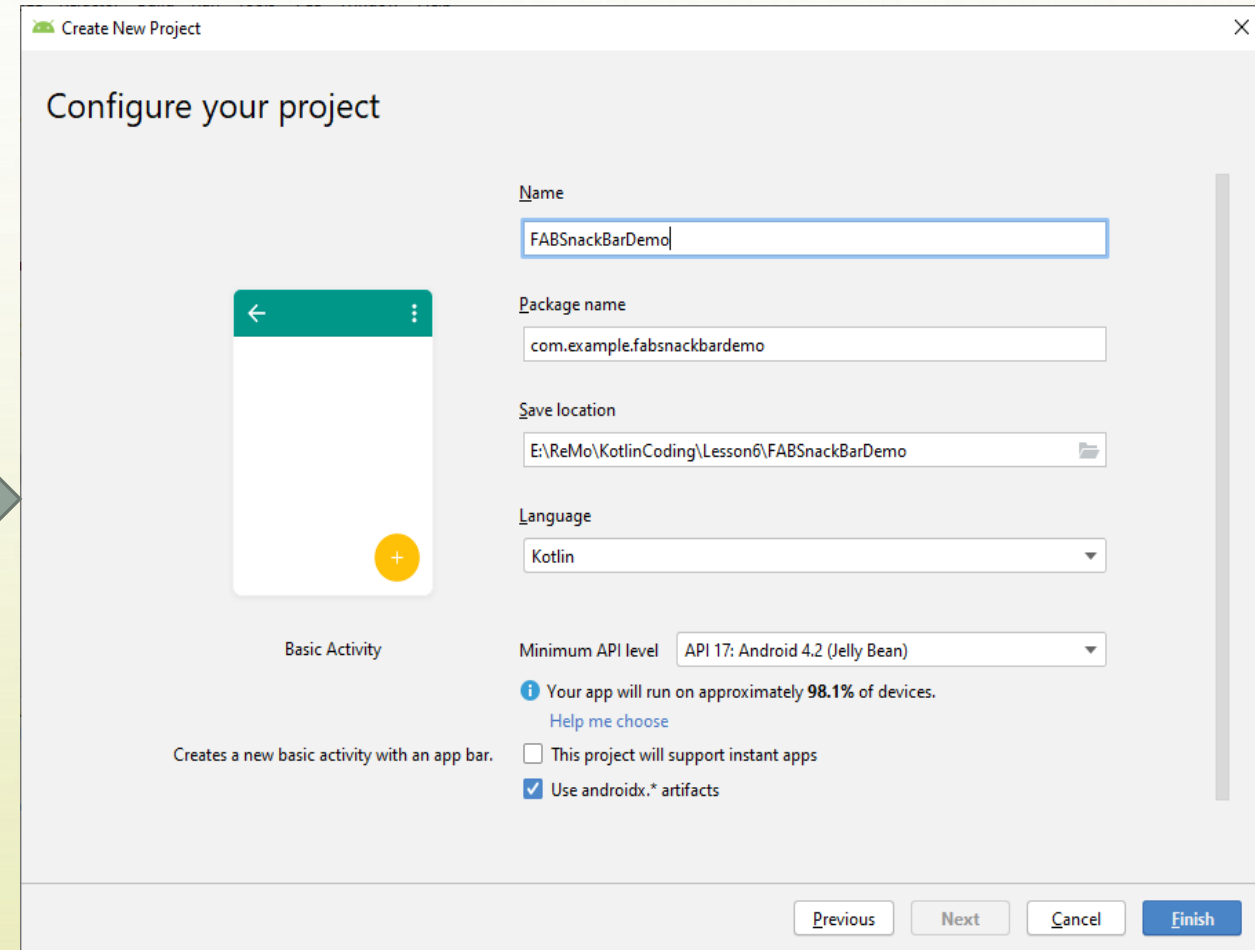 Create New Project
Configure your project
Name
FABSnackBarDemo
Package name
com.example.fabsnackbardemo
Save location
E:\ReMo\KotlinCoding\Lesson6\FABSnackBarDemo
Language
Kotlin
Basic Activity
Minimum API level API 17: Android 4.2 (Jelly Bean)
Your app will run on approximately 98.1% of devices.
Help me choose
Creates a new basic activity with an app bar.
This project will support instant apps
Use androidx.* artifacts
Previous Next Cancel Finish